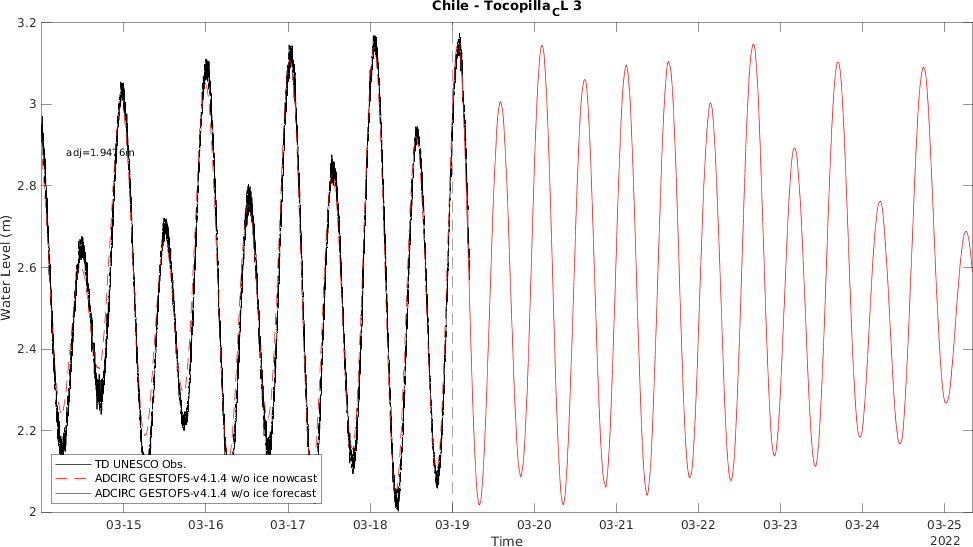 Chile - Tocopilla_CL 3
3.2
3
2.8
2.6
2.4
2.2
2
Water Level (m)
adj=1.9476m
TD UNESCO Obs.
ADCIRC GESTOFS-v4.1.4 w/o ice nowcast
ADCIRC GESTOFS-v4.1.4 w/o ice forecast
03-15 03-16 03-17 03-18 03-19 03-20 03-21 03-22 03-23 03-24 03-25
Time
2022